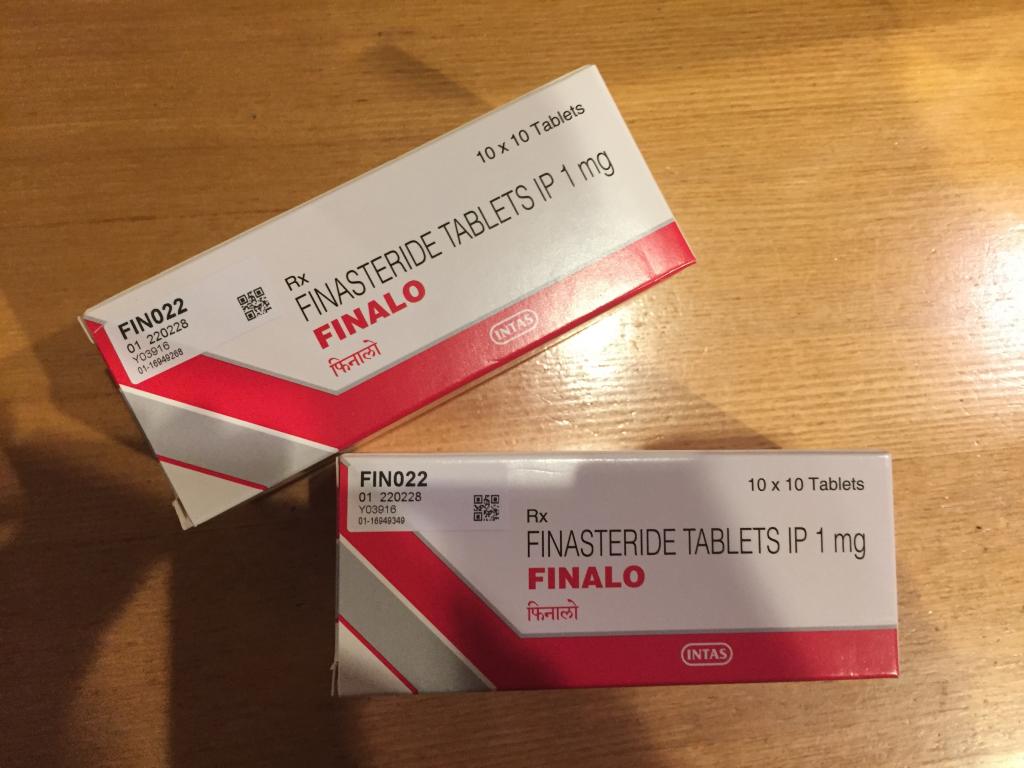 10 x 10 Tablets
Rx
FINASTERIDE TABLETS IP 1 mg
FINALO
फिनालो
INTAS
FIN022
01 220228
Y03916
01-16949268
FIN022
01 220228
Y03916
01-16949349
10 x 10 Tablets
Rx
FINASTERIDE TABLETS IP 1 mg
FINALO
फिनालो
INTAS